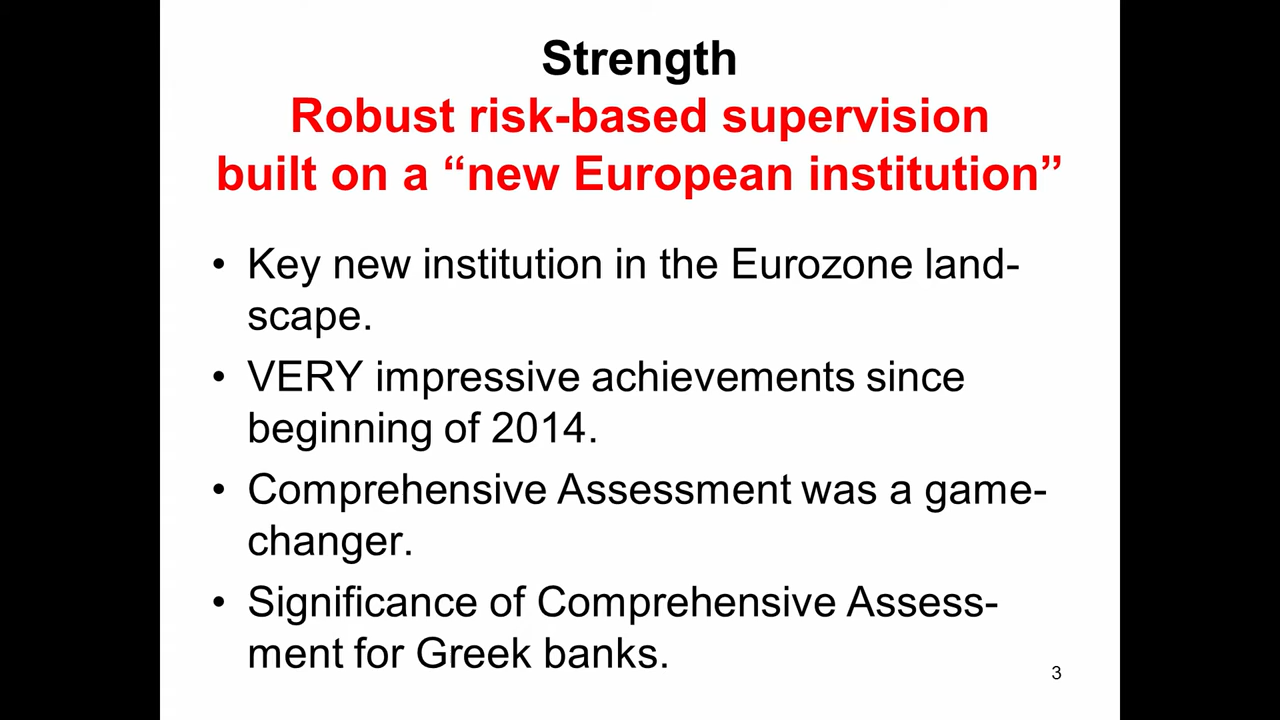 Strength
Robust risk-based supervision
built on a “new European institution”
• Key new institution in the Eurozone land-
scape.
• VERY impressive achievements since
beginning of 2014.
• Comprehensive Assessment was a game-
changer.
• Significance of Comprehensive Assess-
ment for Greek banks.
3